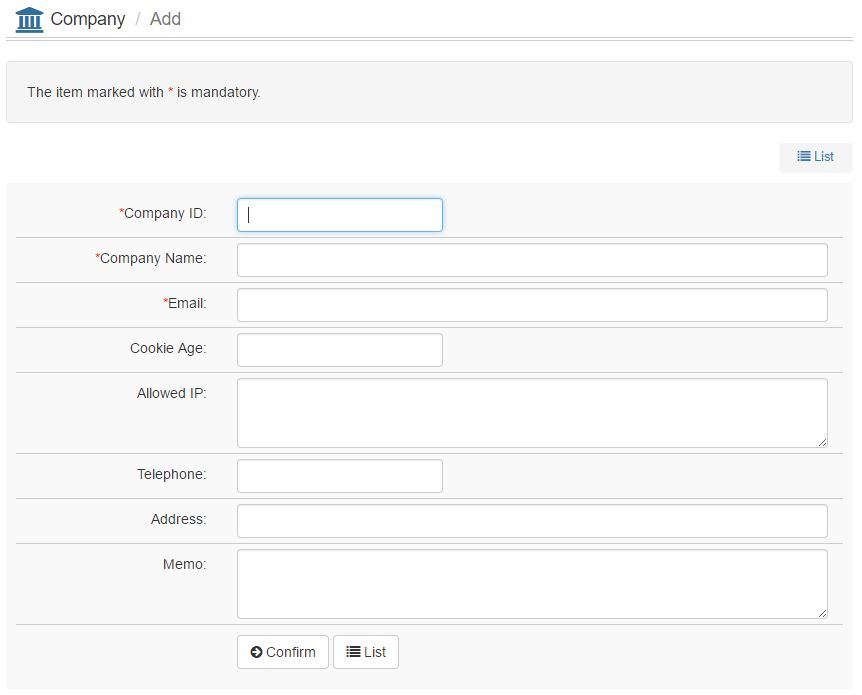 Company / Add
The item marked with * is mandatory.
List
*Company ID:
*Company Name:
*Email:
Cookie Age:
Allowed IP:
Telephone:
Address:
Memo:
Confirm List